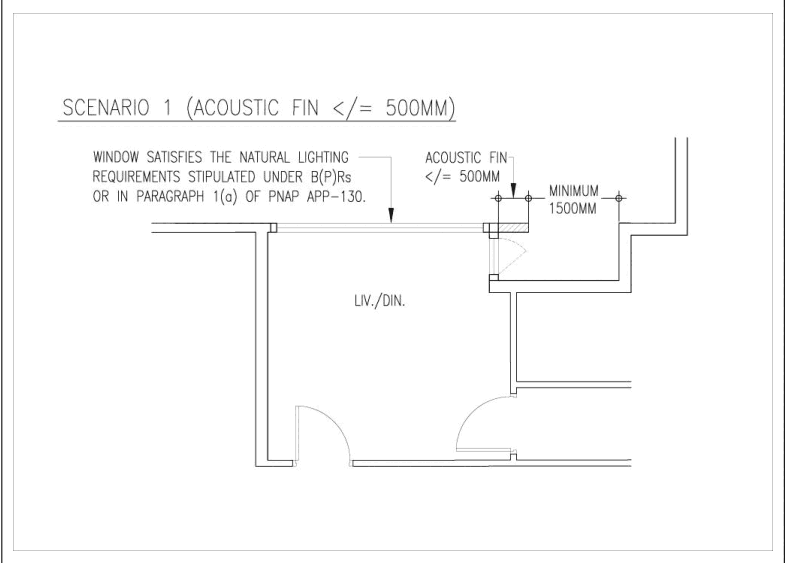 SCENARIO 1 (ACOUSTIC FIN </= 500MM)
WINDOW SATISFIES THE NATURAL LIGHTING
REQUIREMENTS STIPULATED UNDER B(P)Rs
OR IN PARAGRAPH 1(a) OF PNAP APP-130.
ACOUSTIC FIN
</= 500MM
MINIMUM
1500MM
LIV./DIN.